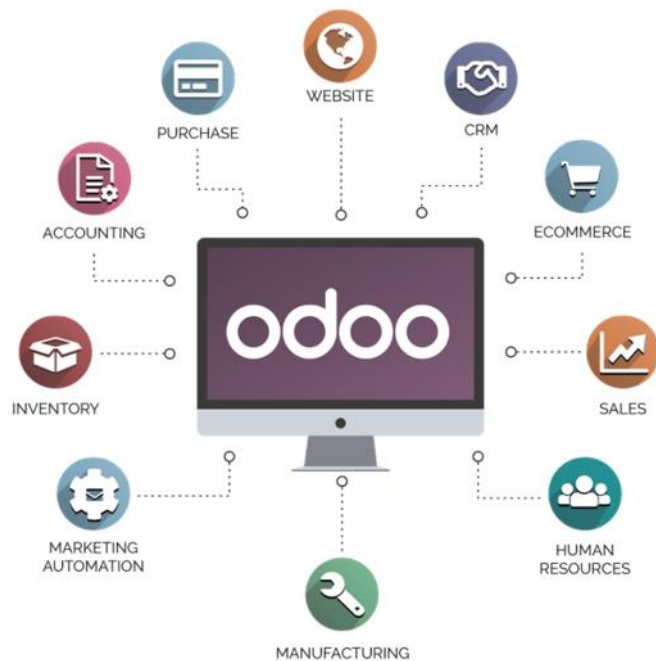 WEBSITE
PURCHASE
CRM
ACCOUNTING
ECOMMERCE
odoo
INVENTORY
SALES
MARKETING
AUTOMATION
HUMAN
RESOURCES
MANUFACTURING